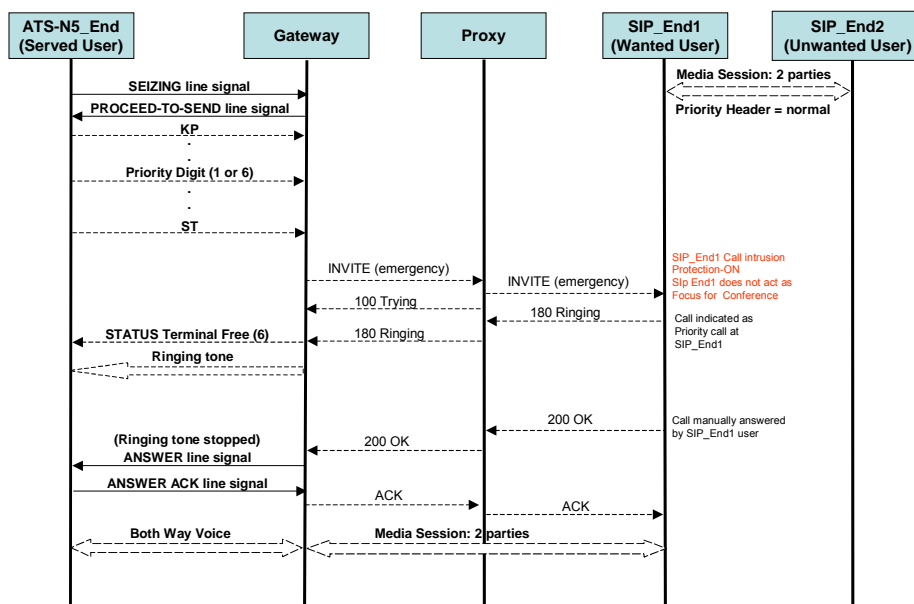 ATS-N5_End
(Served User)
Gateway
Proxy
SIP_End1
(Wanted User)
SIP_End2
(Unwanted User)
SEIZING line signal
Media Session: 2 parties
PROCEED-TO-SEND line signal
Priority Header = normal
KP
.
.
Priority Digit (1 or 6)
.
.
ST
INVITE (emergency)
INVITE (emergency)
SIP_End1 Call intrusion
Protection-ON
SIp End1 does not act as
Focus for Conference
100 Trying
180 Ringing
Call indicated as
Priority call at
SIP_End1
STATUS Terminal Free (6)
180 Ringing
Ringing tone
200 OK
Call manually answered
by SIP_End1 user
(Ringing tone stopped)
200 OK
ANSWER line signal
ANSWER ACK line signal
ACK
ACK
Both Way Voice
Media Session: 2 parties